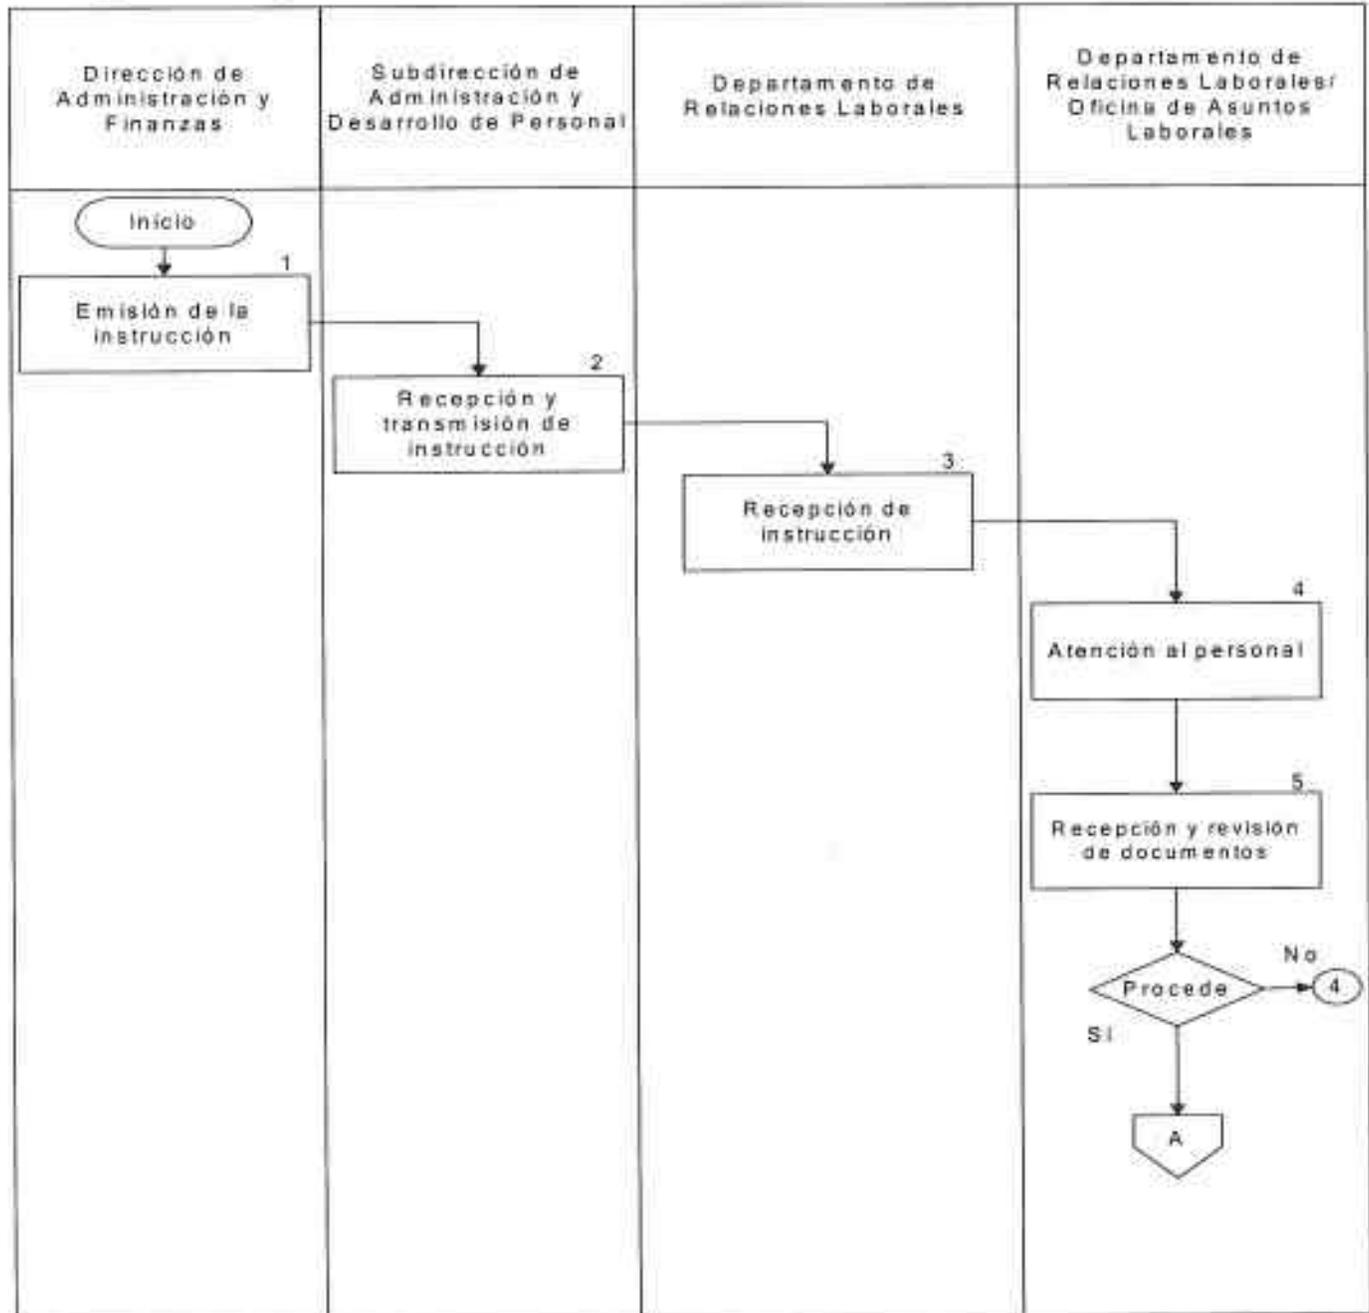 Dirección de
Administración y
Finanzas
Subdirección de
Administración y
Desarrollo de Personal
Departamento de
Relaciones Laborales
Departamento de
Relaciones Laborales/
Oficina de Asuntos
Laborales
Inicio
1
Emisión de la
instrucción
2
Recepción y
transmisión de
instrucción
3
Recepción de
instrucción
4
Atención al personal
5
Recepción y revisión
de documentos
Procede
No
4
Sí
A